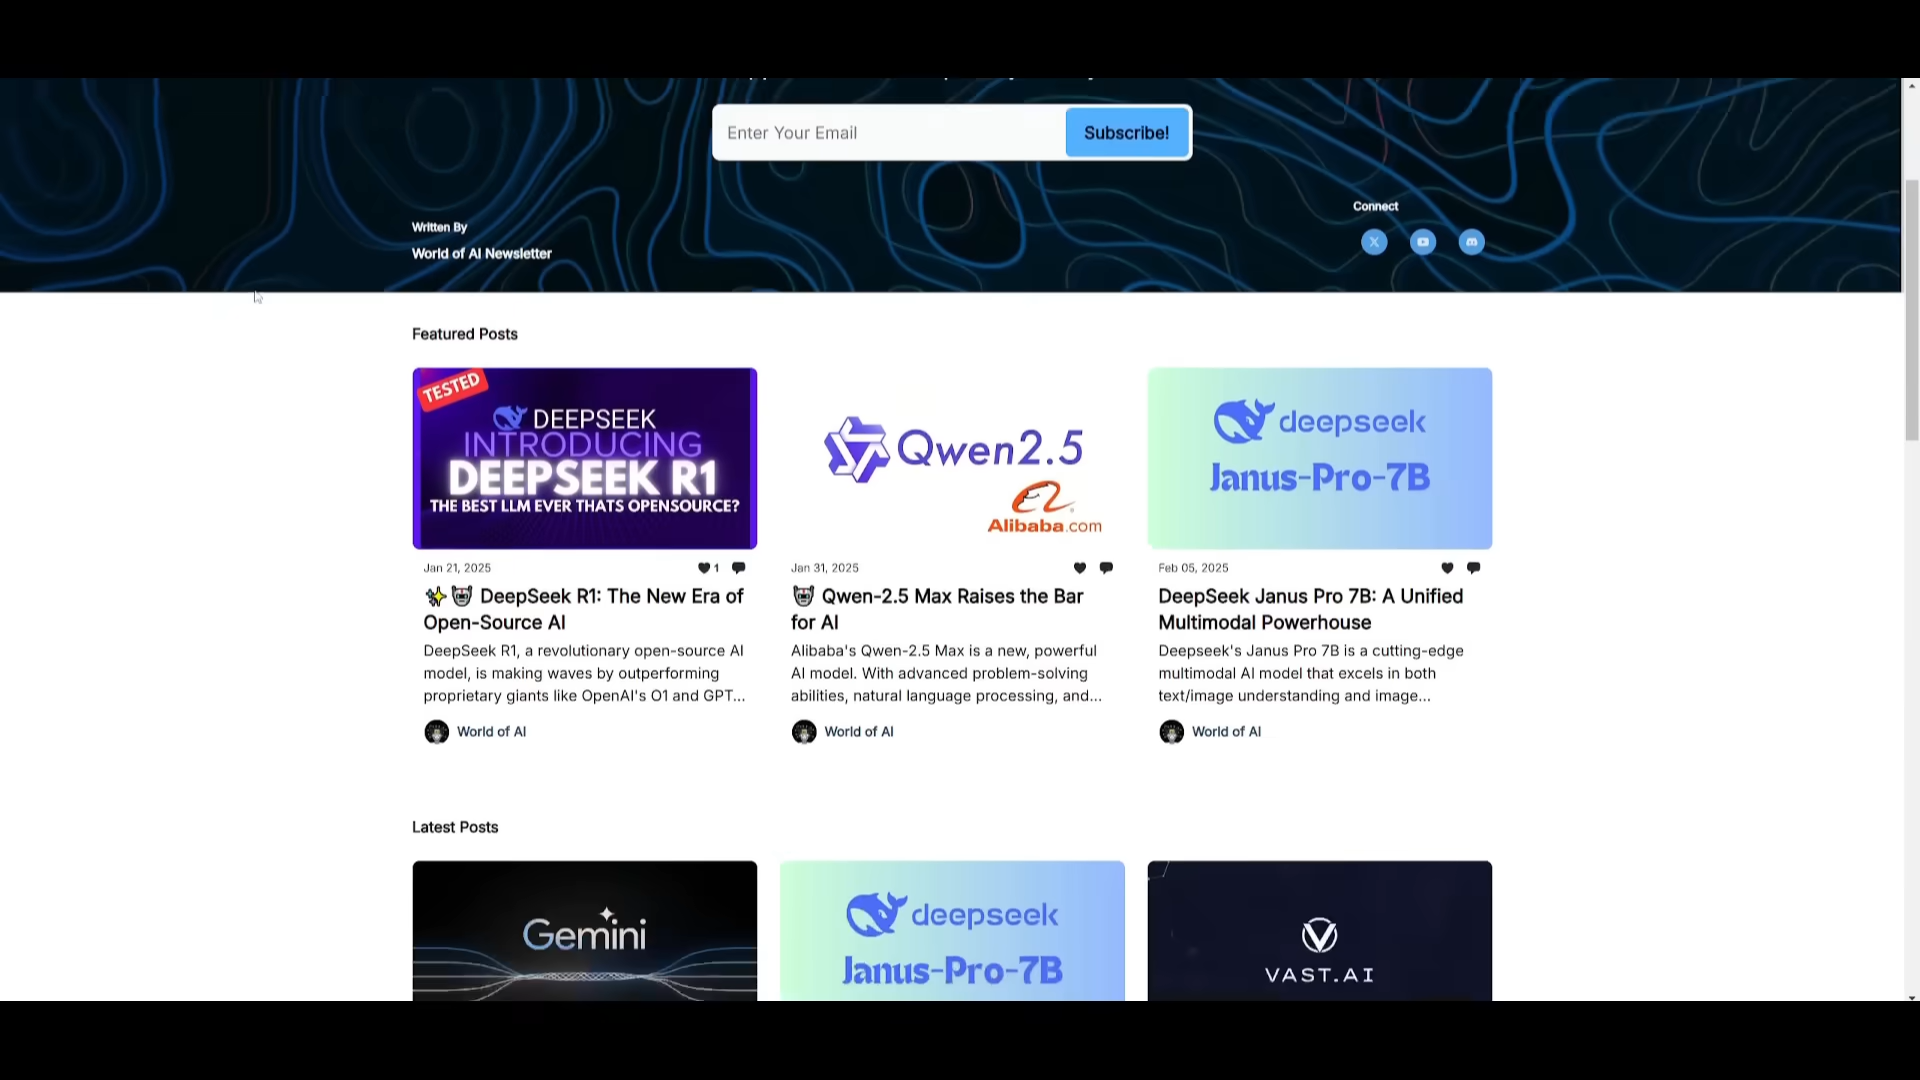 Enter Your Email
Subscribe!
Connect
Written By
World of AI Newsletter
Featured Posts
TESTED
DEEPSEEK
INTRODUCING
DEEPSEEK R1
THE BEST LLM EVER THATS OPENSOURCE?
Jan 21, 2025
1
DeepSeek R1: The New Era of
Open-Source AI
DeepSeek R1, a revolutionary open-source AI
model, is making waves by outperforming
proprietary giants like OpenAI's O1 and GPT...
World of AI
Qwen2.5
Alibaba.com
Jan 31, 2025
Qwen-2.5 Max Raises the Bar
for AI
Alibaba's Qwen-2.5 Max is a new, powerful
AI model. With advanced problem-solving
abilities, natural language processing, and...
World of AI
deepseek
Janus-Pro-7B
Feb 05, 2025
DeepSeek Janus Pro 7B: A Unified
Multimodal Powerhouse
Deepseek's Janus Pro 7B is a cutting-edge
multimodal AI model that excels in both
text/image understanding and image...
World of AI
Latest Posts
Gemini
deepseek
Janus-Pro-7B
VAST.AI